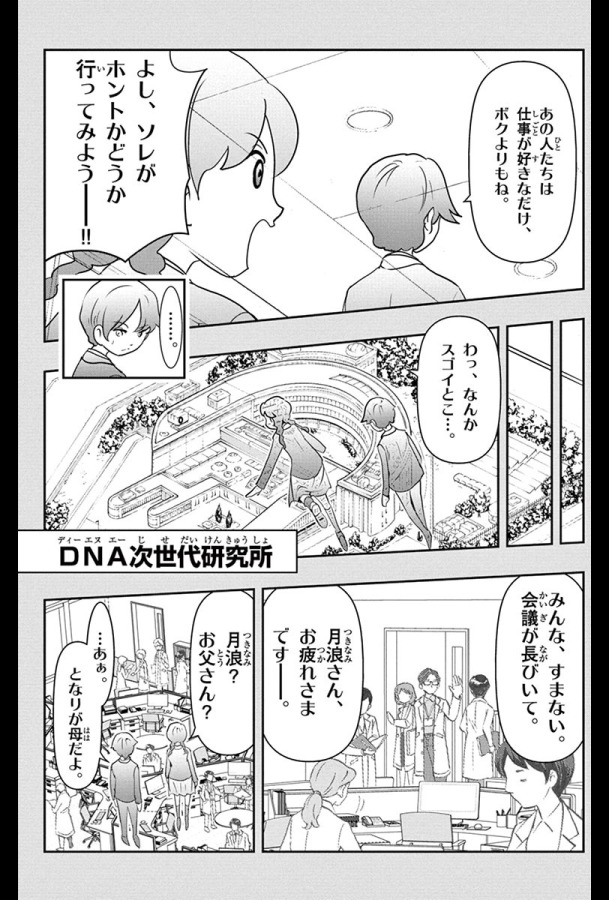 あの人たちは
仕事が好きなだけ、
ボクよりもね。
よし、ソレが
ホントかどうか
行ってみよう──!!
………。
わっ、なんか
スゴイとこ…。
DNA次世代研究所
みんな、すまない。
会議が長びいて。
月浪さん、
お疲れさま
でーす。
月浪?
お父さん?
…あぁ。
となりが母だよ。